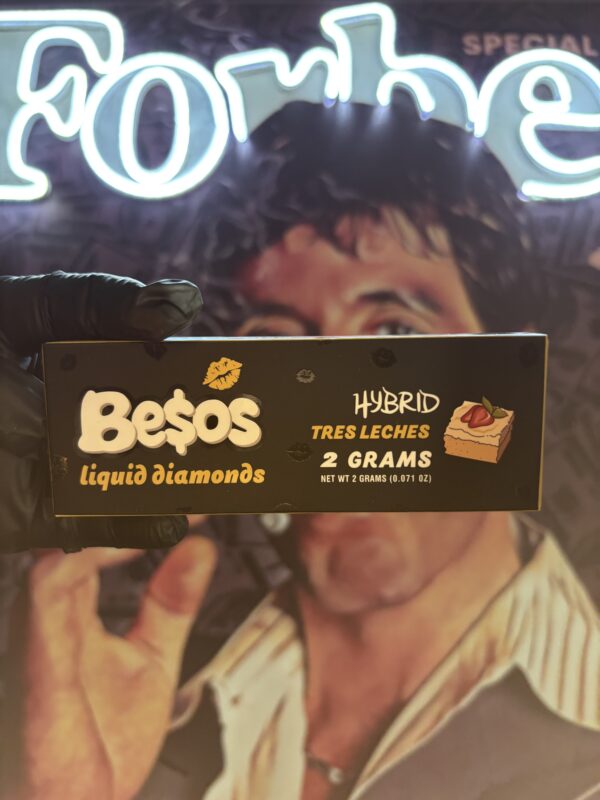 SPECIAL
Forbe
Be$os
liquid diamonds
HYBRID
TRES LECHES
2 GRAMS
NET WT 2 GRAMS (0.071 OZ)